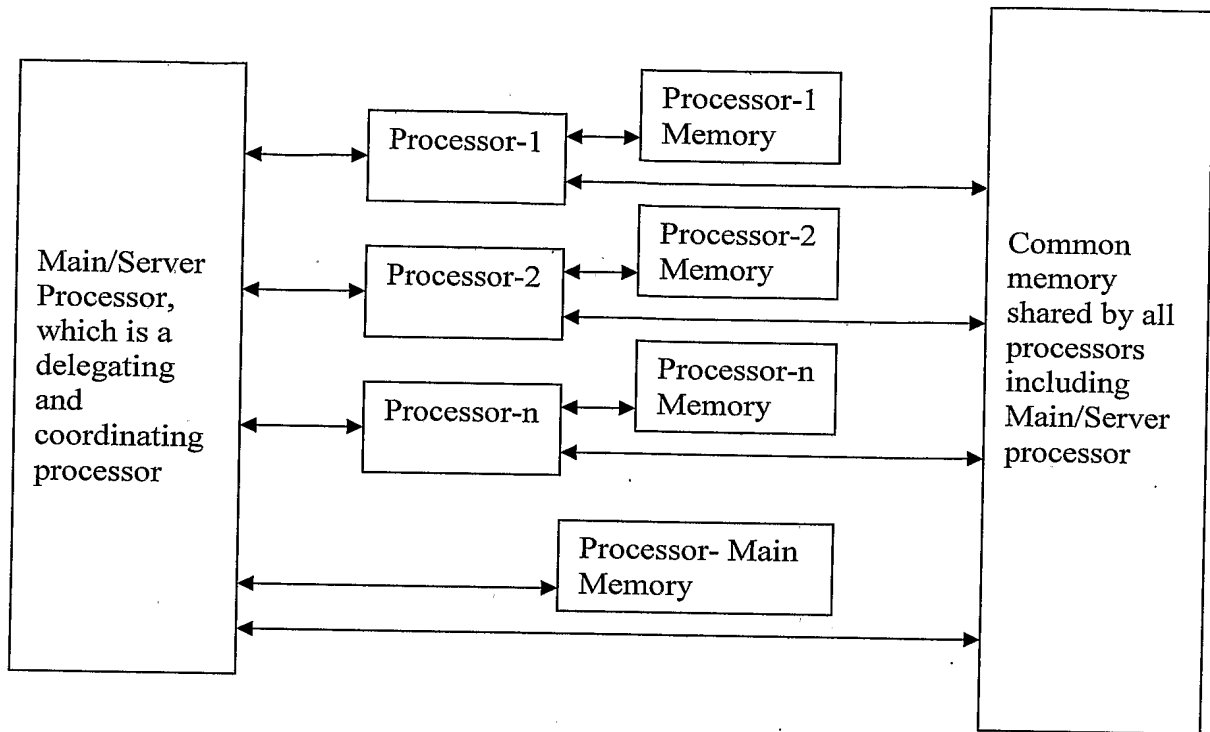 Main/Server
Processor,
which is a
delegating
and
coordinating
processor
Processor-1
Processor-1
Memory
Processor-2
Processor-2
Memory
Processor-n
Processor-n
Memory
Processor- Main
Memory
Common
memory
shared by all
processors
including
Main/Server
processor